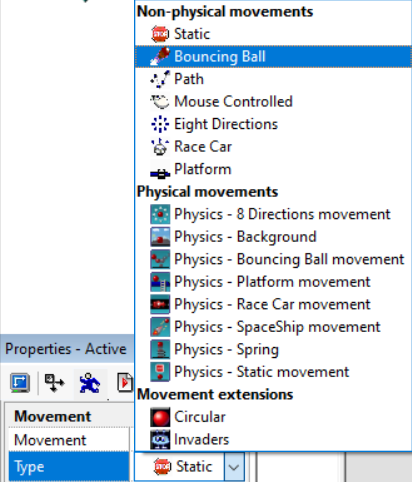 Non-physical movements
Static
Bouncing Ball
Path
Mouse Controlled
Eight Directions
Race Car
Platform
Physical movements
Physics - 8 Directions movement
Physics - Background
Physics - Bouncing Ball movement
Physics - Platform movement
Physics - Race Car movement
Physics - SpaceShip movement
Physics - Spring
Physics - Static movement
Movement extensions
Circular
Invaders
Properties - Active
Movement
Movement
Type
Static